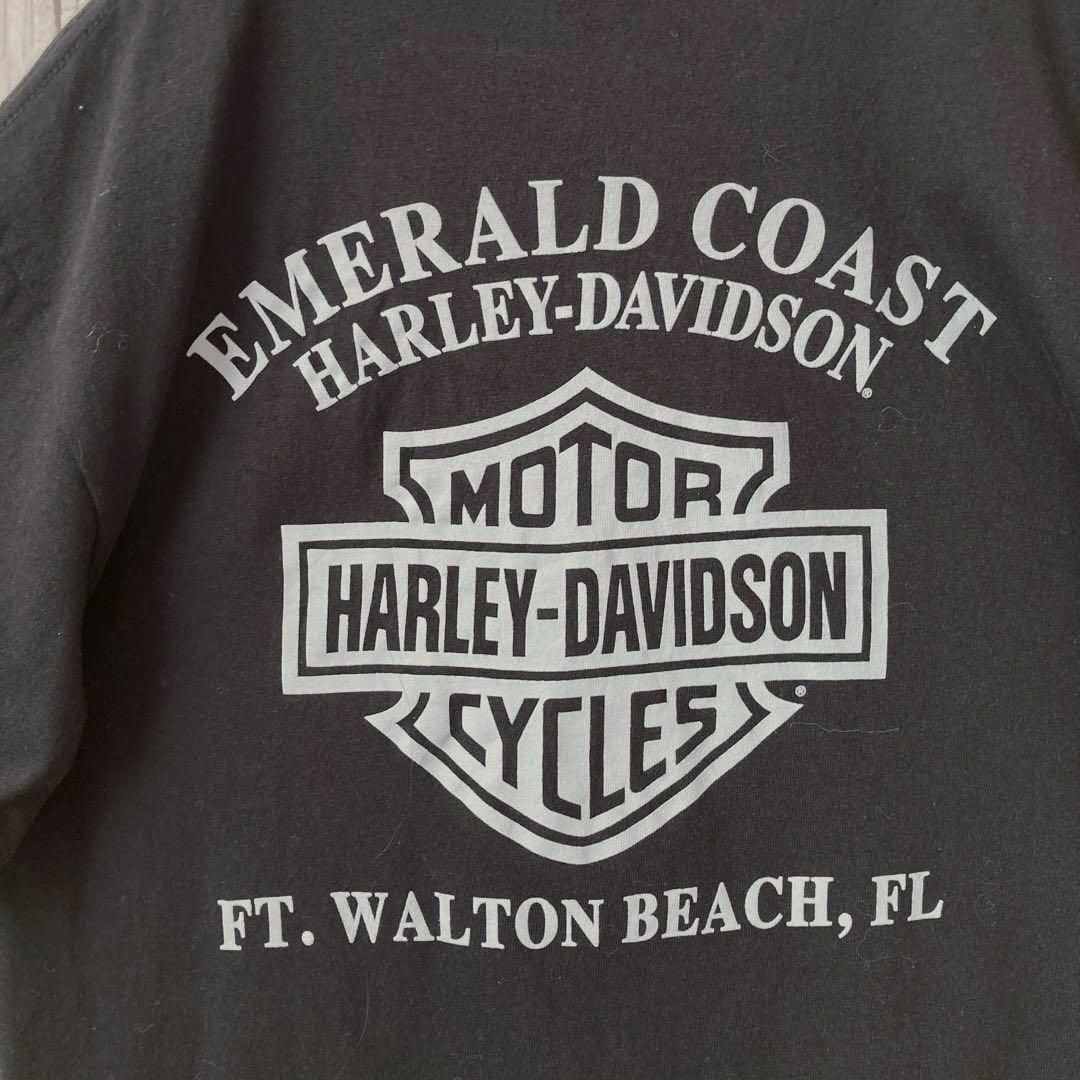 EMERALD COAST
HARLEY-DAVIDSON®
MOTOR
HARLEY-DAVIDSON
CYCLES®
FT. WALTON BEACH, FL